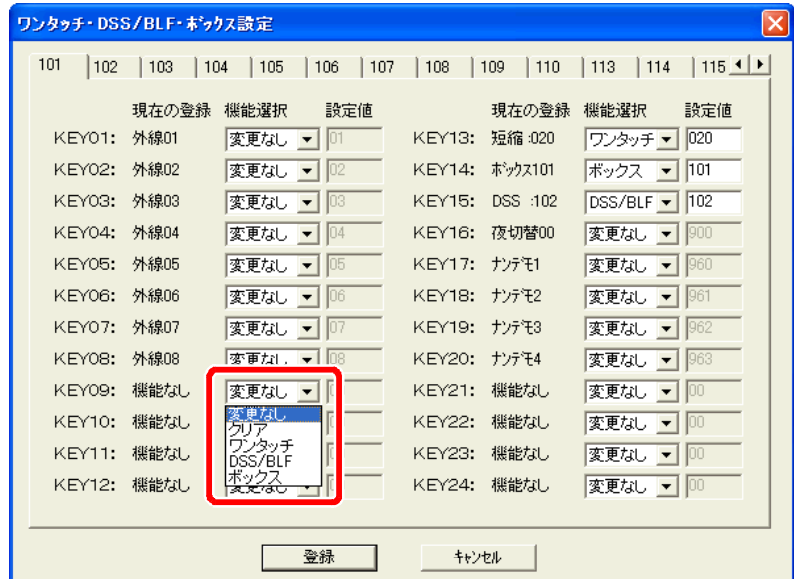 ワンタッチ・DSS/BLF・ボックス設定
101 102 103 104 105 106 107 108 109 110 113 114 115
現在の登録 機能選択 設定値 現在の登録 機能選択 設定値
KEY01: 外線01 変更なし 01 KEY13: 短縮:020 ワンタッチ 020
KEY02: 外線02 変更なし 02 KEY14: ボックス101 ボックス 101
KEY03: 外線03 変更なし 03 KEY15: DSS :102 DSS/BLF 102
KEY04: 外線04 変更なし 04 KEY16: 夜切替00 変更なし 900
KEY05: 外線05 変更なし 05 KEY17: ナンデモ1 変更なし 960
KEY06: 外線06 変更なし 06 KEY18: ナンデモ2 変更なし 961
KEY07: 外線07 変更なし 07 KEY19: ナンデモ3 変更なし 962
KEY08: 外線08 変更なし 08 KEY20: ナンデモ4 変更なし 963
KEY09: 機能なし 変更なし KEY21: 機能なし 変更なし 00
変更なし
KEY10: 機能なし クリア KEY22: 機能なし 変更なし 00
ワンタッチ
KEY11: 機能なし DSS/BLF KEY23: 機能なし 変更なし 00
ボックス
KEY12: 機能なし 変更なし KEY24: 機能なし 変更なし 00
登録 キャンセル